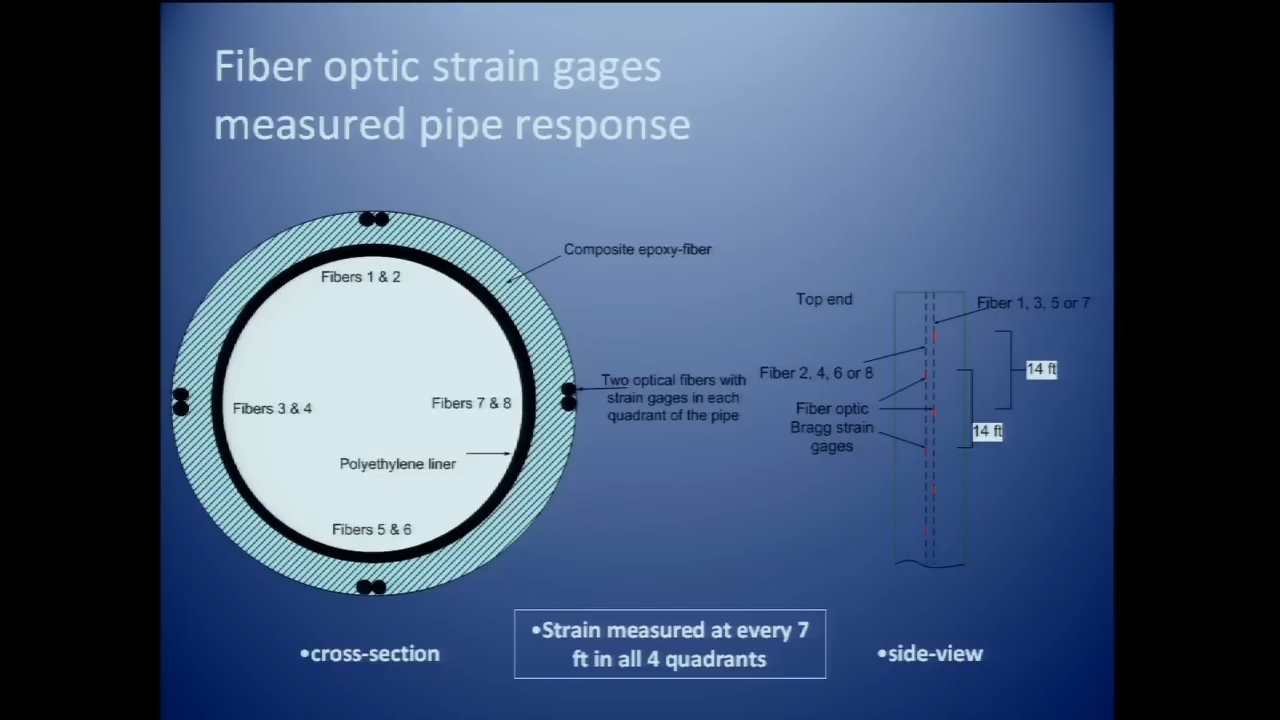 Fiber optic strain gages
measured pipe response
Composite epoxy-fiber
Fibers 1 & 2
Two optical fibers with
strain gages in each
quadrant of the pipe
Fibers 3 & 4
Fibers 7 & 8
Polyethylene liner
Fibers 5 & 6
Top end
Fiber 1, 3, 5 or 7
14 ft
Fiber 2, 4, 6 or 8
Fiber optic
Bragg strain
gages
14 ft
•cross-section
•Strain measured at every 7
ft in all 4 quadrants
•side-view